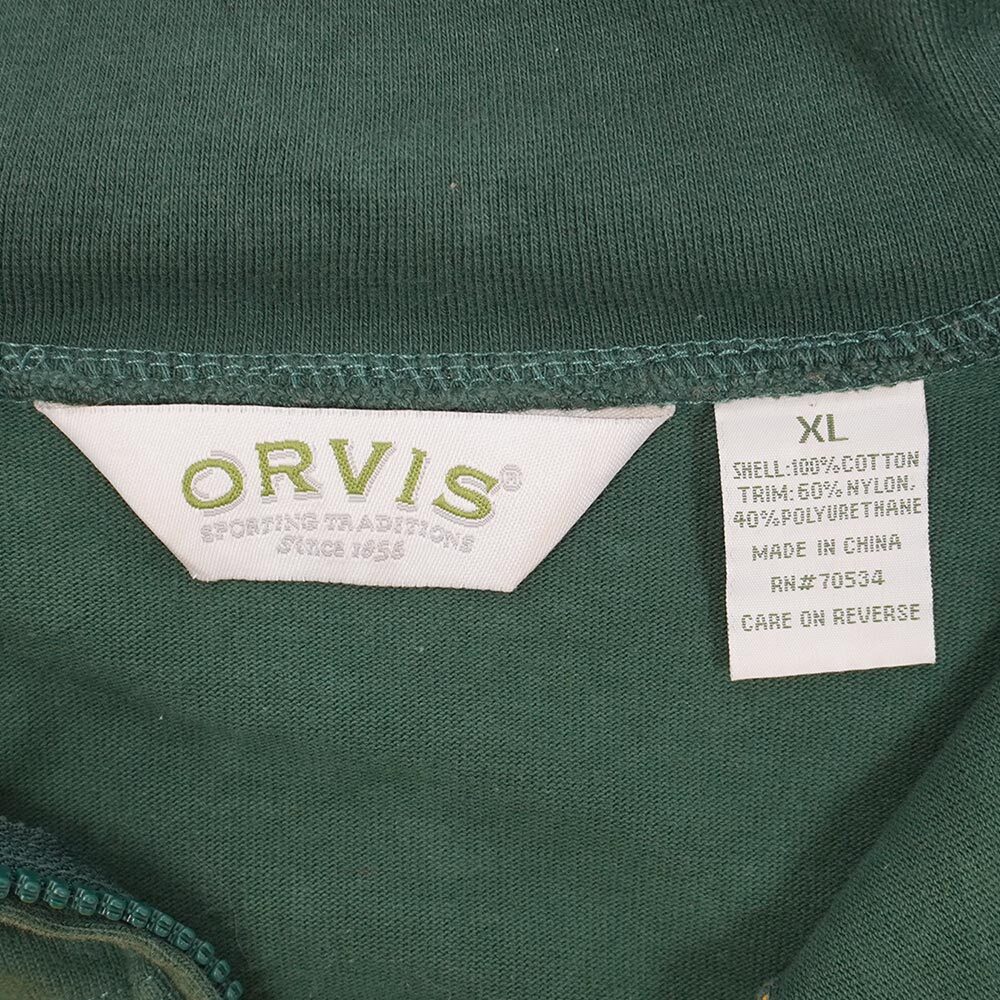 ORVIS®
SPORTING TRADITIONS
Since 1856
XL
SHELL:100%COTTON
TRIM: 60% NYLON,
40%POLYURETHANE
MADE IN CHINA
RN# 70534
CARE ON REVERSE